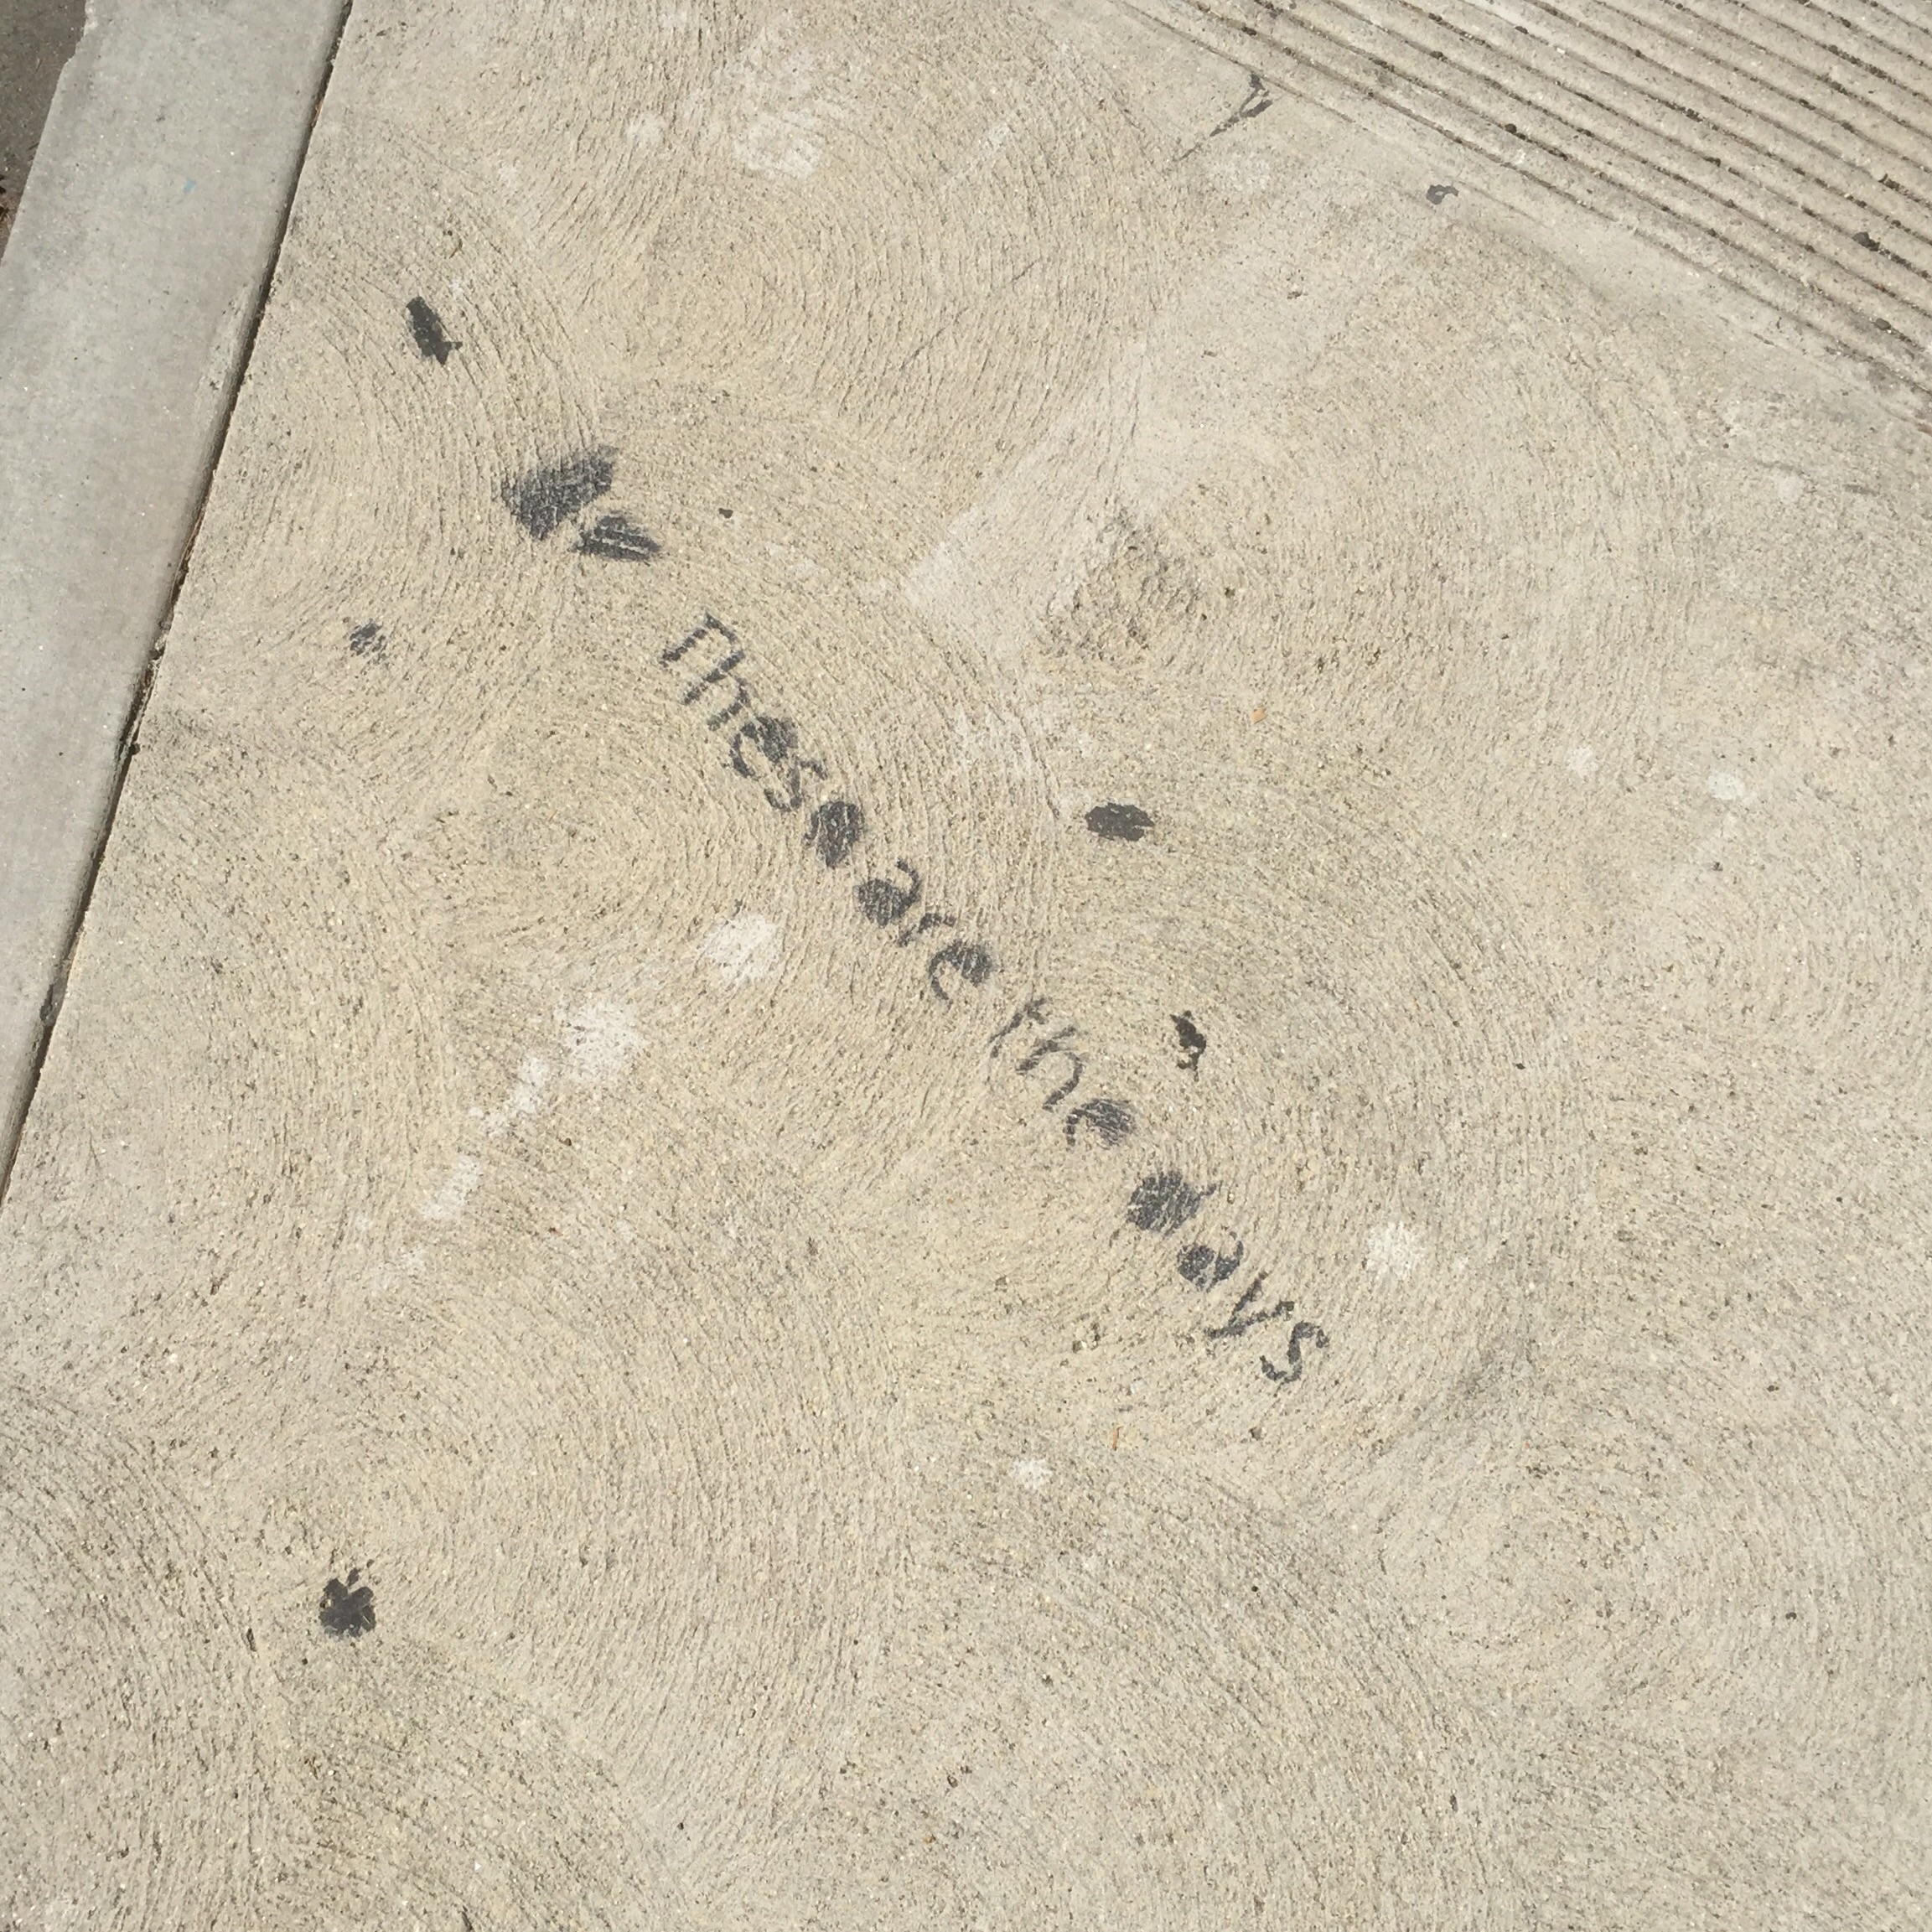 These are the days